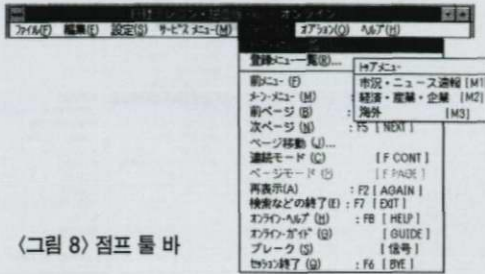 ファイル(F) 編集(E) 設定(S) サービス メニュー(M) オプション(O) ヘルプ(H)
登録メニュー一覧(R)...
前メニュー (F)
メーン・メニュー (M)
前ページ (B)
次ページ (N) : F5 [ NEXT ]
ページ移動 (J)...
連続モード (C) [ F CONT ]
ページモード (S) [ F PAGE ]
再表示(A) : F2 [ AGAIN ]
検索などの終了(E) : F7 [ EXIT ]
オンライン・ヘルプ (H) : F8 [ HELP ]
オンライン・ガイド (G) [ GUIDE ]
ブレーク (S) [ 信号 ]
セッション終了 (Q) : F6 [ BYE ]
トップメニュー
市況・ニュース速報 [M1]
経済・産業・企業 [M2]
海外 [M3]
〈그림 8〉 점프 툴 바